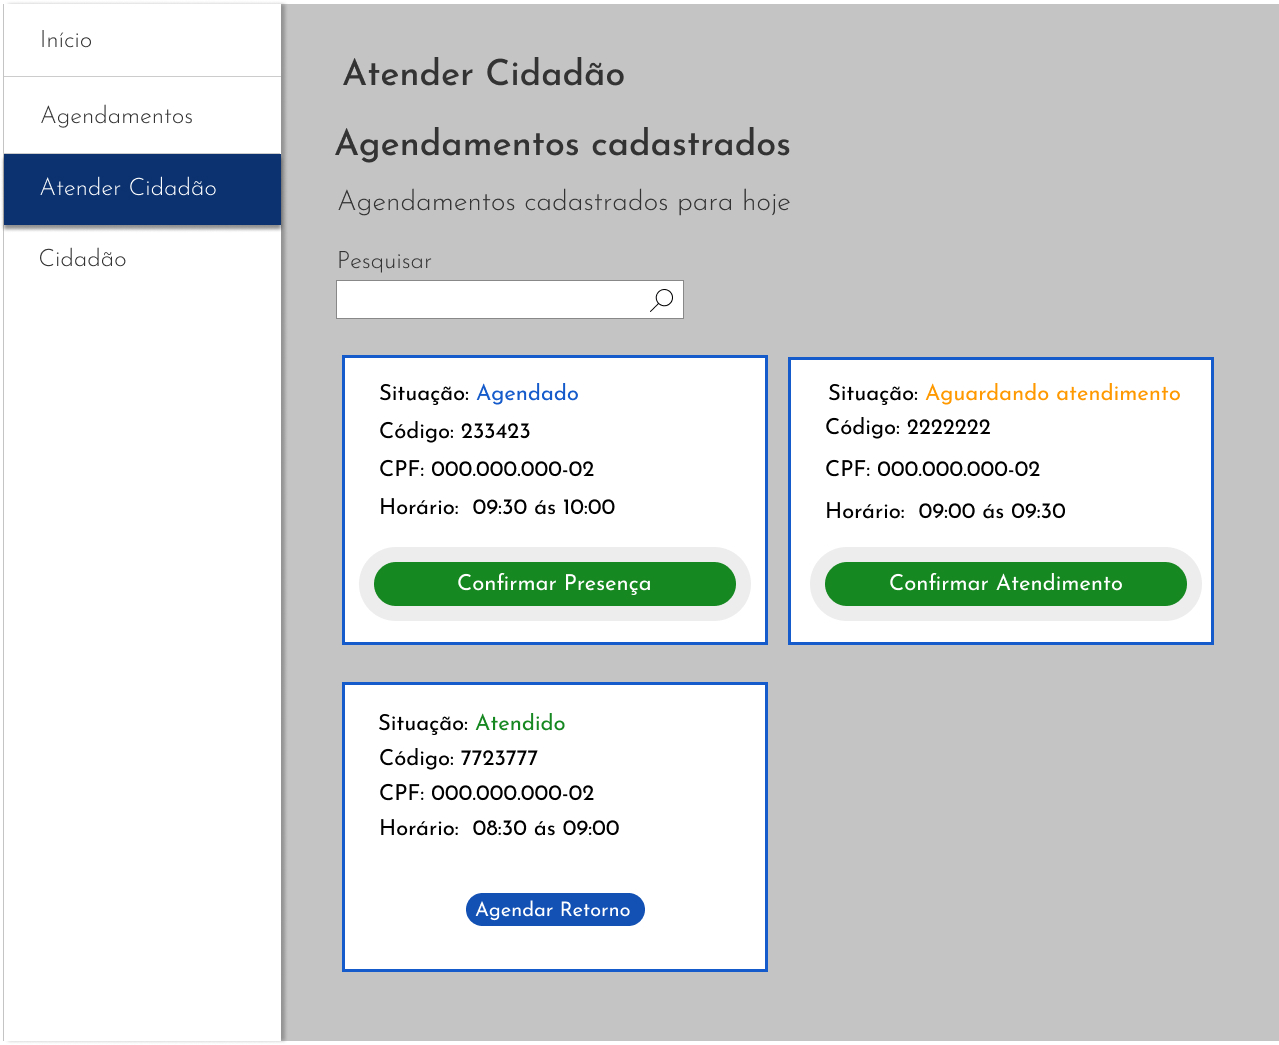 Início
Agendamentos
Atender Cidadão
Cidadão
Atender Cidadão
Agendamentos cadastrados
Agendamentos cadastrados para hoje
Pesquisar
Situação: Agendado
Código: 233423
CPF: 000.000.000-02
Horário: 09:30 ás 10:00
Confirmar Presença
Situação: Aguardando atendimento
Código: 2222222
CPF: 000.000.000-02
Horário: 09:00 ás 09:30
Confirmar Atendimento
Situação: Atendido
Código: 7723777
CPF: 000.000.000-02
Horário: 08:30 ás 09:00
Agendar Retorno